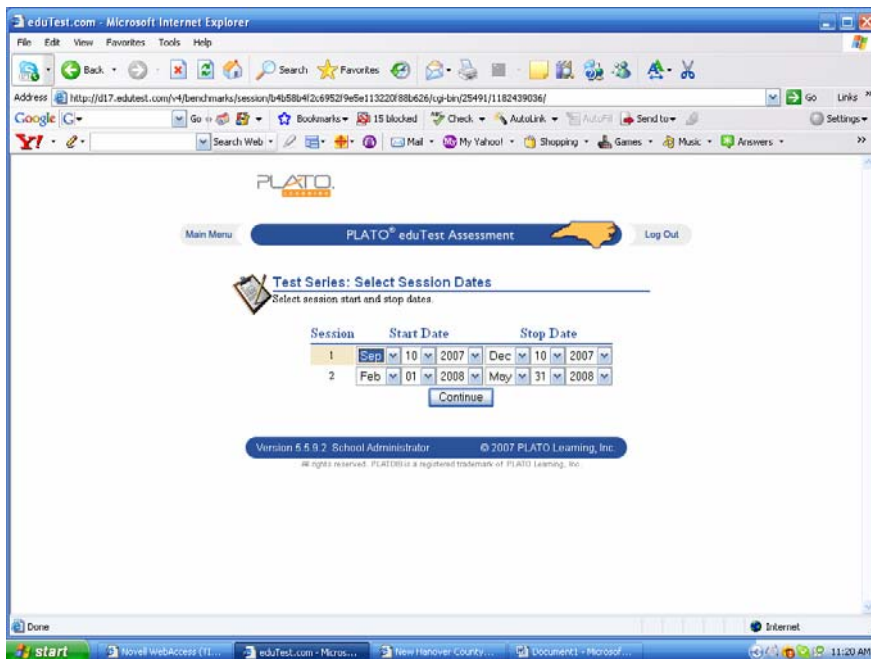 eduTest.com - Microsoft Internet Explorer
File Edit View Favorites Tools Help
Back Search Favorites
Address http://d17.edutest.com/v4/benchmarks/session/b4b58b4f2c6952f9e5e113220f88b626/cgi-bin/25491/1182439036/ Go Links »
Google G Go Bookmarks 15 blocked Check AutoLink AutoFill Send to Settings
Y! Search Web Mail My Yahoo! Shopping Games Music Answers »
PLATO
LEARNING
Main Menu PLATO® eduTest Assessment Log Out
Test Series: Select Session Dates
Select session start and stop dates.
Session Start Date Stop Date
1 Sep 10 2007 Dec 10 2007
2 Feb 01 2008 May 31 2008
Continue
Version 5.5.9.2 School Administrator © 2007 PLATO Learning, Inc.
All rights reserved. PLATO® is a registered trademark of PLATO Learning, Inc.
Done Internet
start Novell WebAccess (T1... eduTest.com - Micros... New Hanover County... Document1 - Microsof... 11:20 AM